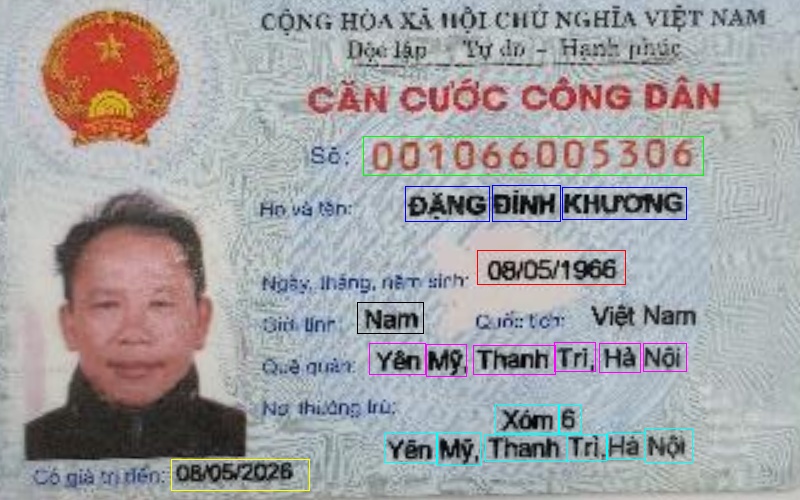 CỘNG HÒA XÃ HỘI CHỦ NGHĨA VIỆT NAM
Độc lập - Tự do - Hạnh phúc
CĂN CƯỚC CÔNG DÂN
Số: 001066005306
Họ và tên: ĐẶNG ĐÌNH KHƯƠNG
Ngày, tháng, năm sinh: 08/05/1966
Giới tính: Nam Quốc tịch: Việt Nam
Quê quán: Yên Mỹ, Thanh Trì, Hà Nội
Nơi thường trú: Xóm 6
Yên Mỹ, Thanh Trì, Hà Nội
Có giá trị đến: 08/05/2026